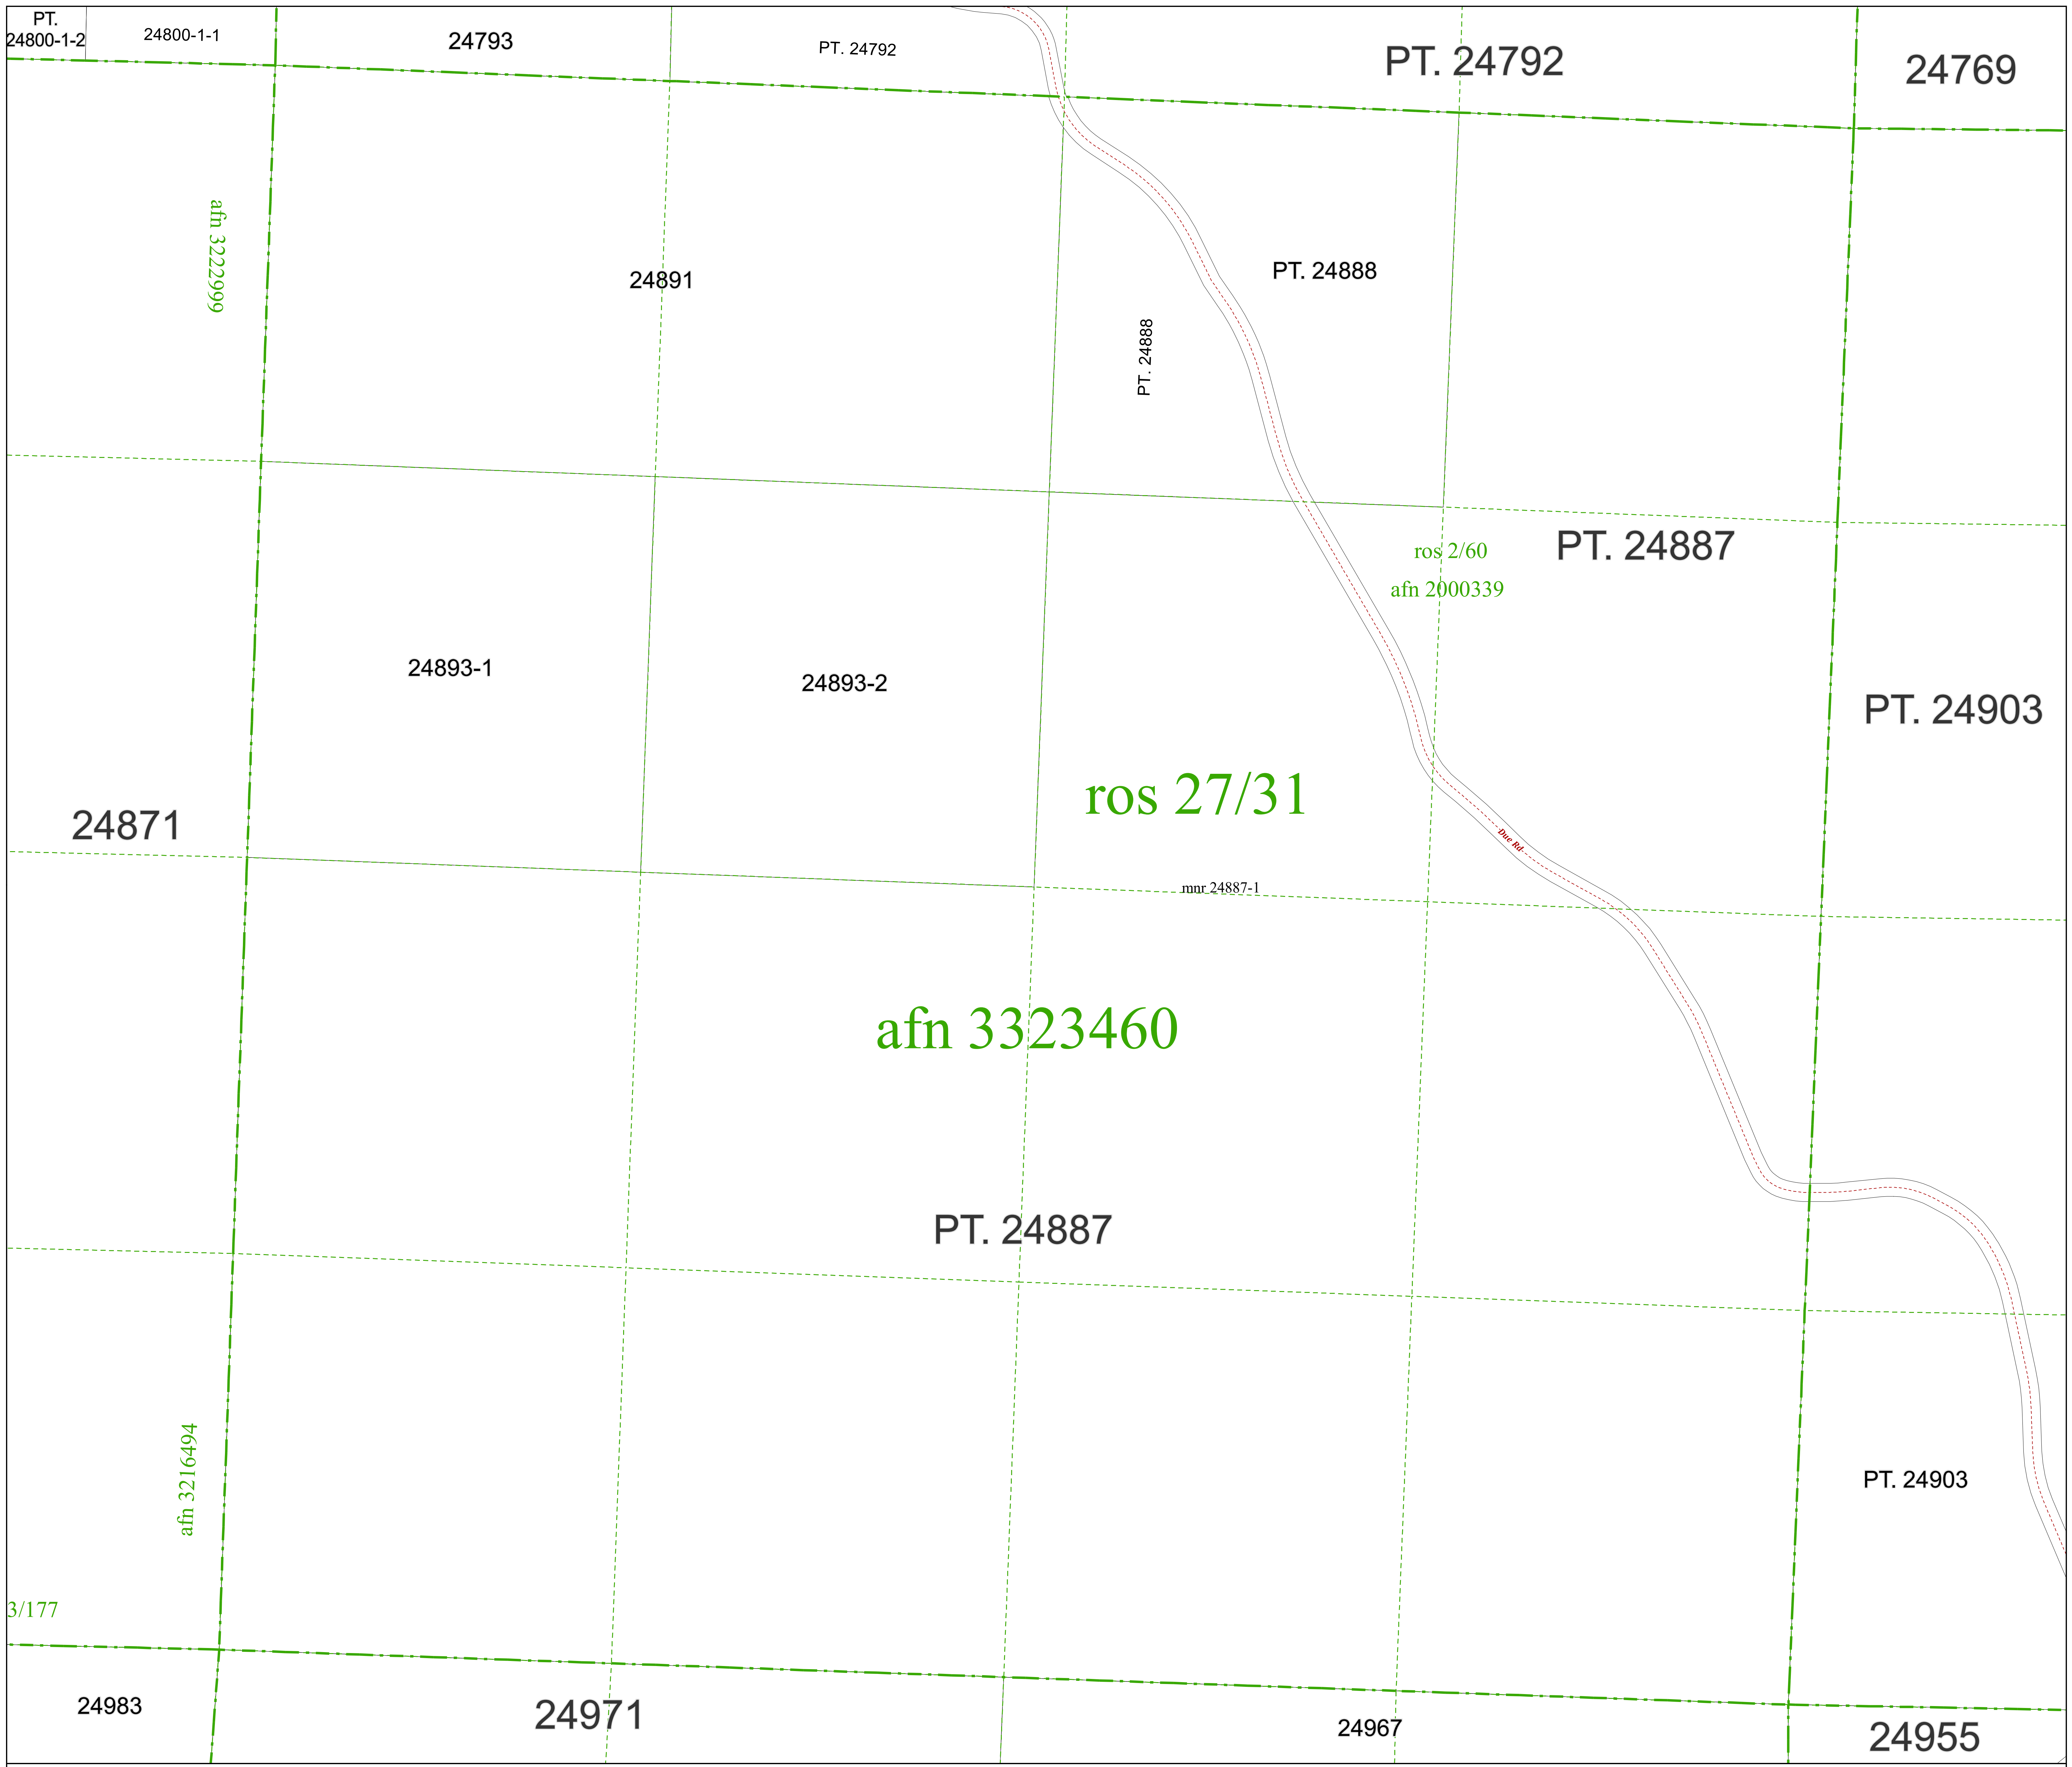 PT.
24800-1-2
24800-1-1
24793
PT. 24792
PT. 24792
24769
afn 3222999
24891
PT. 24888
PT. 24888
ros 2/60
afn 2000339
PT. 24887
24893-1
24893-2
PT. 24903
ros 27/31
24871
Due Rd
mnr 24887-1
afn 3323460
PT. 24887
afn 3216494
PT. 24903
3/177
24983
24971
24967
24955